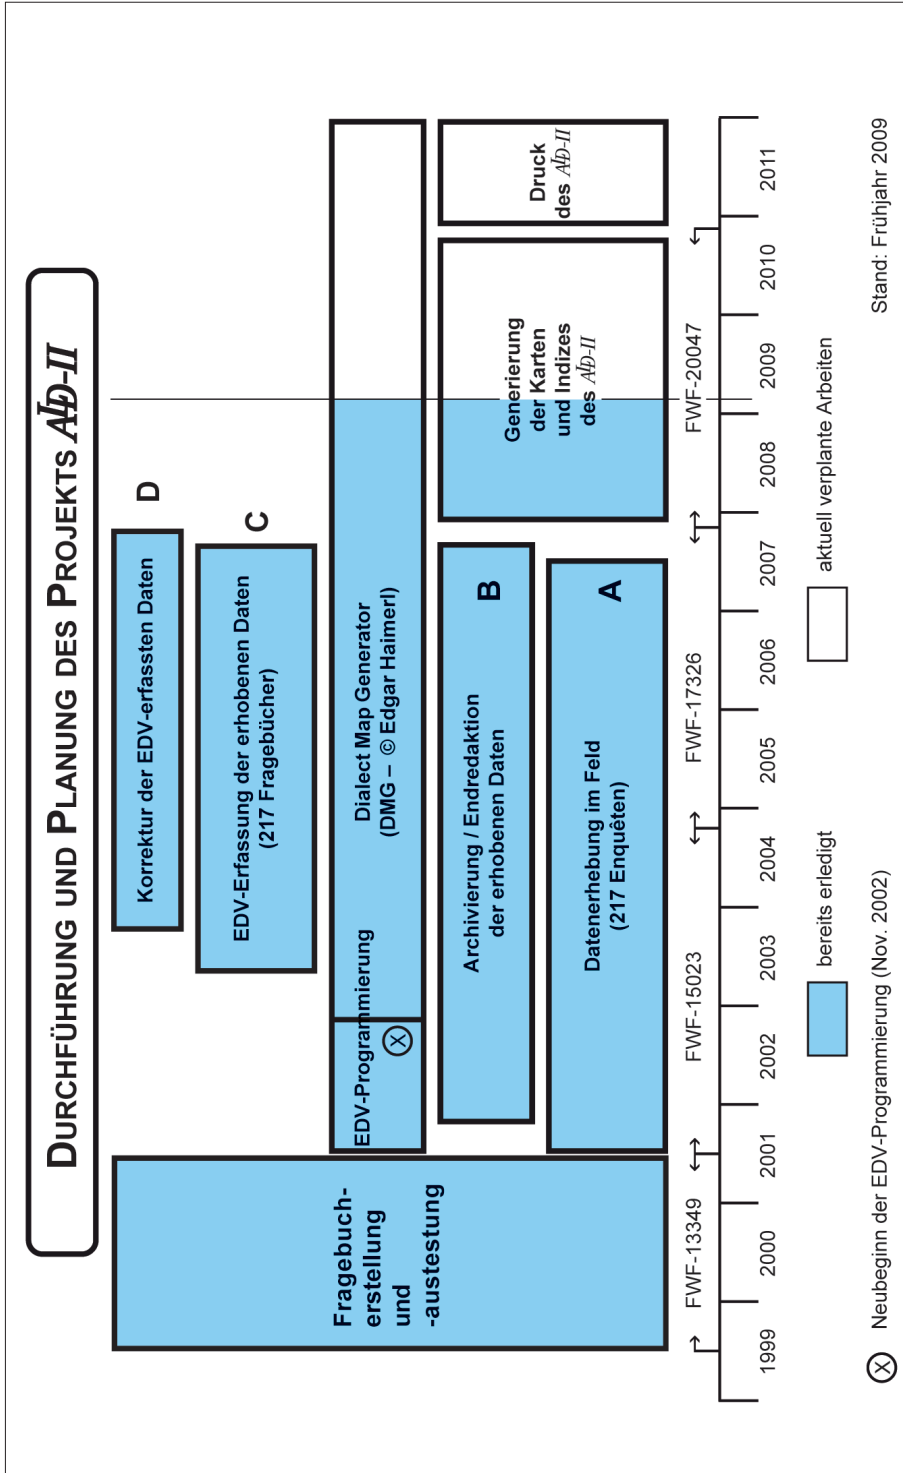 DURCHFÜHRUNG UND PLANUNG DES PROJEKTS ALD-II
Fragebuch-
erstellung
und
-austestung
Korrektur der EDV-erfassten Daten
D
EDV-Erfassung der erhobenen Daten
(217 Fragebücher)
C
EDV-Programmierung
X
Dialect Map Generator
(DMG – © Edgar Haimerl)
Archivierung / Endredaktion
der erhobenen Daten
B
Datenerhebung im Feld
(217 Enquêten)
A
Generierung
der Karten
und Indizes
des ALD-II
Druck
des ALD-II
FWF-13349 FWF-15023 FWF-17326 FWF-20047
1999 2000 2001 2002 2003 2004 2005 2006 2007 2008 2009 2010 2011
bereits erledigt aktuell verplante Arbeiten
X Neubeginn der EDV-Programmierung (Nov. 2002) Stand: Frühjahr 2009